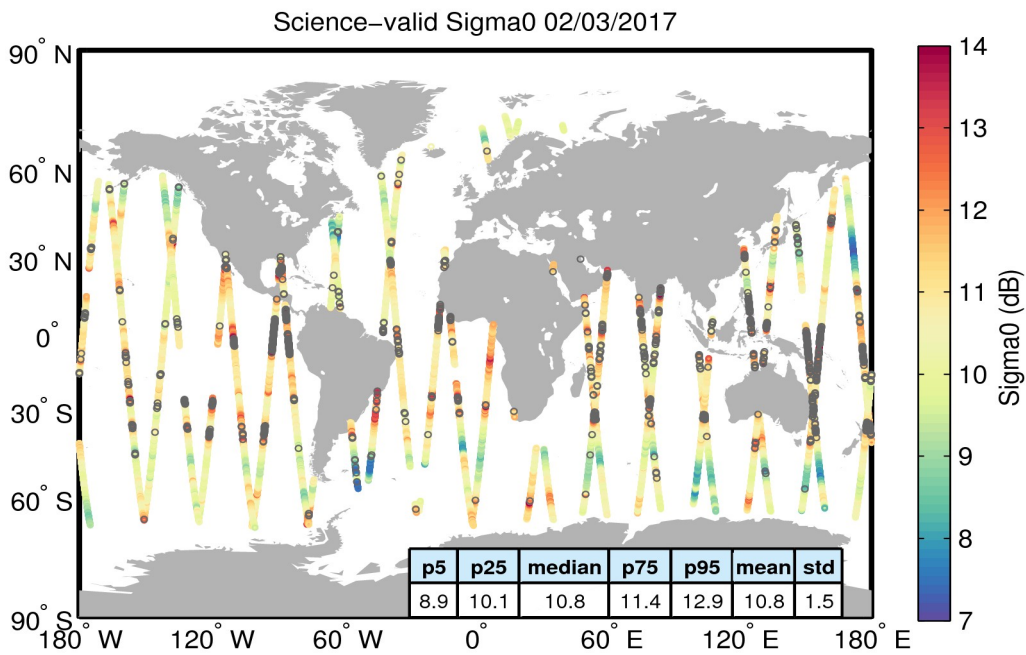 Science−valid Sigma0 02/03/2017
90° N
60° N
30° N
0°
30° S
60° S
90° S
180° W
120° W
60° W
0°
60° E
120° E
180° E
p5 p25 median p75 p95 mean std
8.9 10.1 10.8 11.4 12.9 10.8 1.5
14
13
12
11
10
9
8
7
Sigma0 (dB)